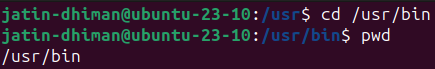 jatin-dhiman@ubuntu-23-10:/usr$ cd /usr/bin
jatin-dhiman@ubuntu-23-10:/usr/bin$ pwd
/usr/bin